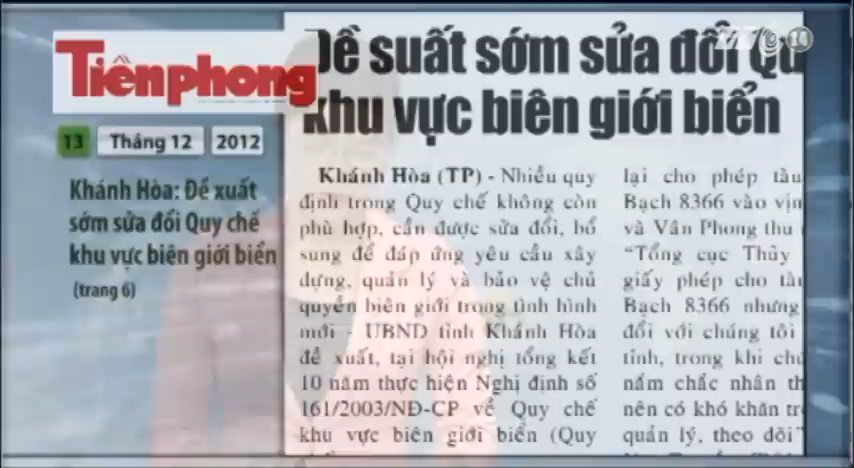 Tiênphong
13 Tháng 12 2012
Khánh Hòa: Đề xuất
sớm sửa đổi Quy chế
khu vực biên giới biển
(trang 6)
Đề suất sớm sửa đổi Qu
khu vực biên giới biển
Khánh Hòa (TP) - Nhiều quy
định trong Quy chế không còn
phù hợp, cần được sửa đổi, bổ
sung để đáp ứng yêu cầu xây
dựng, quản lý và bảo vệ chủ
quyền biên giới trong tình hình
mới - UBND tỉnh Khánh Hòa
đề xuất, tại hội nghị tổng kết
10 năm thực hiện Nghị định số
161/2003/NĐ-CP về Quy chế
khu vực biên giới biển (Quy
lại cho phép tàu
Bạch 8366 vào vịn
và Vân Phong thu
“Tổng cục Thủy
giấy phép cho tàu
Bạch 8366 nhưng
đổi với chúng tôi
tỉnh, trong khi chú
nắm chắc nhân th
nên có khó khăn tr
quản lý, theo dõi”